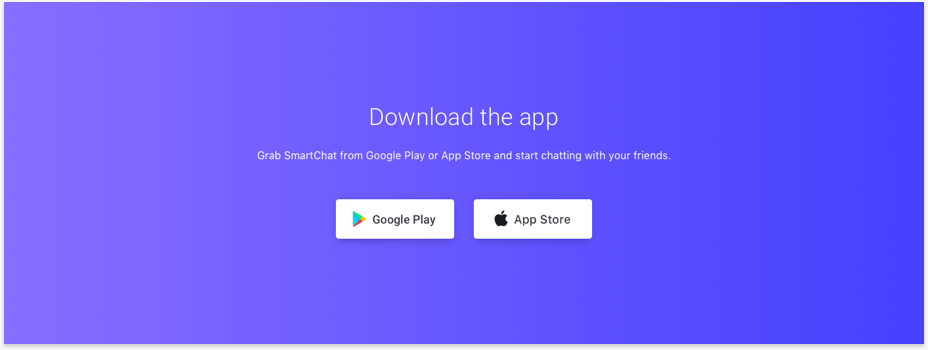 Download the app
Grab SmartChat from Google Play or App Store and start chatting with your friends.
Google Play
App Store